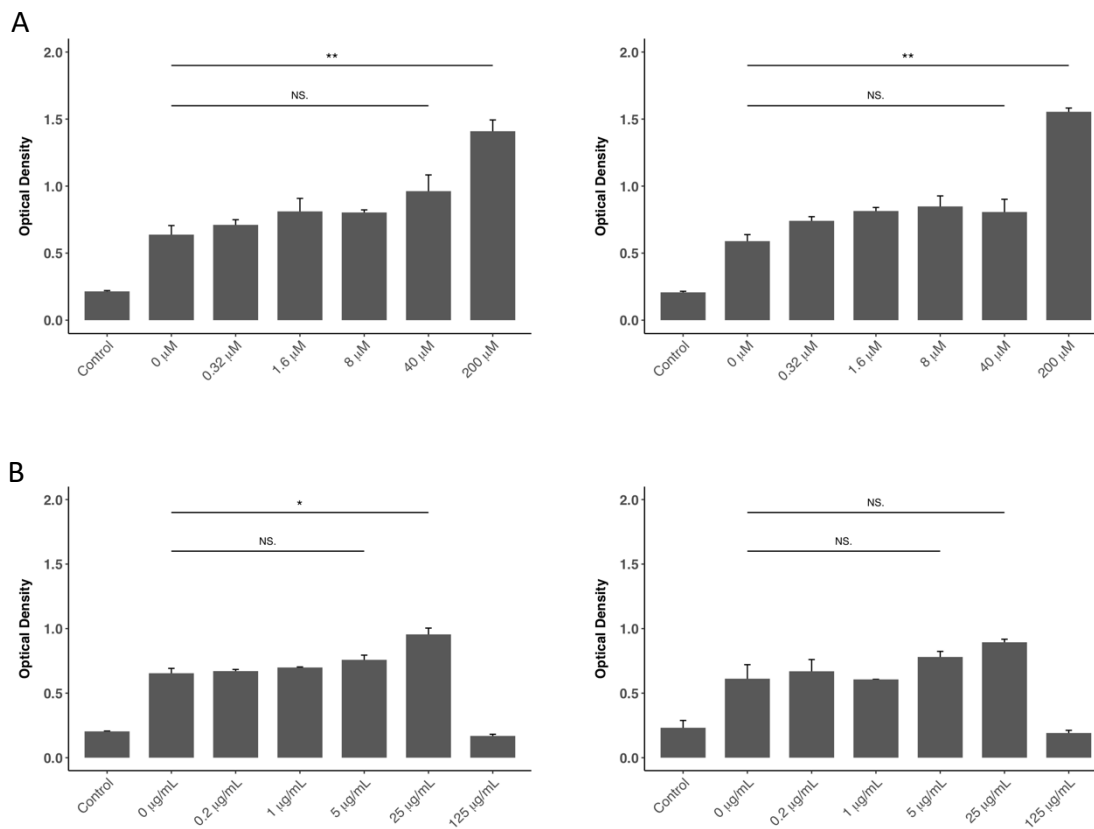 A
2.0
**
NS.
1.5
1.0
0.5
0.0
Optical Density
Control
0 μM
0.32 μM
1.6 μM
8 μM
40 μM
200 μM
2.0
**
NS.
1.5
1.0
0.5
0.0
Optical Density
Control
0 μM
0.32 μM
1.6 μM
8 μM
40 μM
200 μM
B
2.0
*
NS.
1.5
1.0
0.5
0.0
Optical Density
Control
0 μg/mL
0.2 μg/mL
1 μg/mL
5 μg/mL
25 μg/mL
125 μg/mL
2.0
NS.
NS.
1.5
1.0
0.5
0.0
Optical Density
Control
0 μg/mL
0.2 μg/mL
1 μg/mL
5 μg/mL
25 μg/mL
125 μg/mL